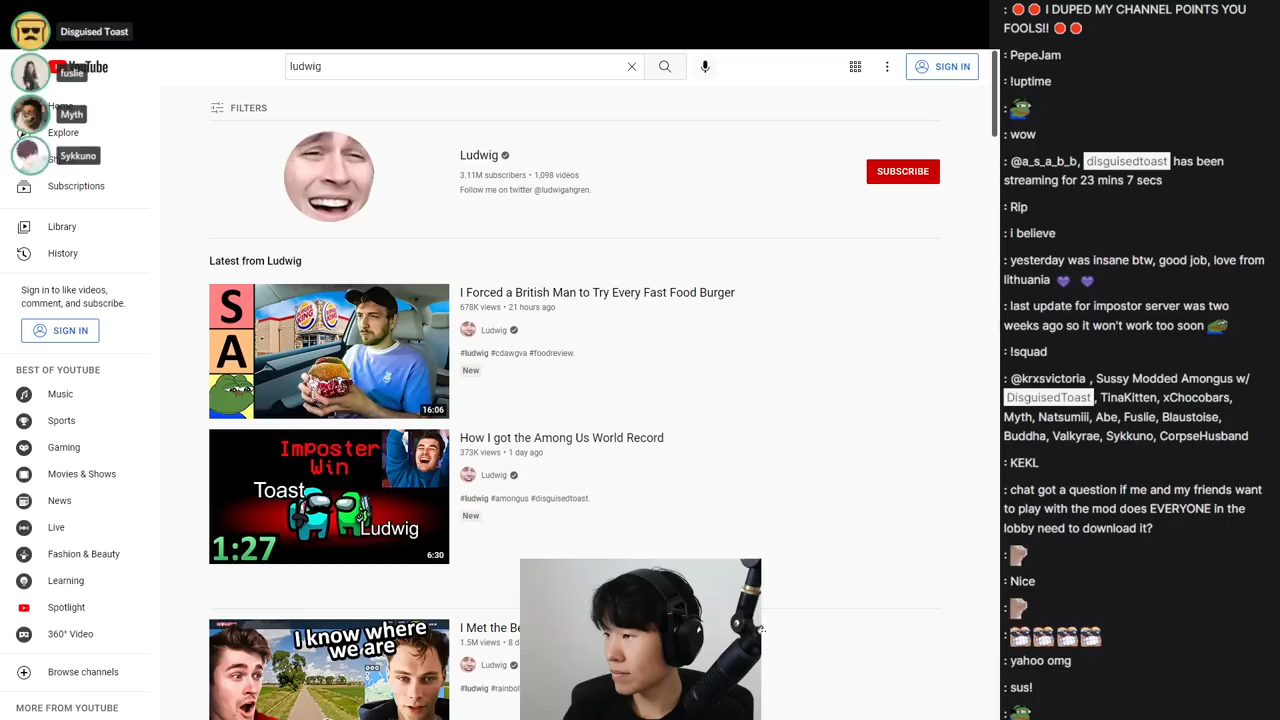 Disguised Toast
fuslie
Myth
Sykkuno
ludwig
SIGN IN
Explore
Subscriptions
Library
History
Sign in to like videos,
comment, and subscribe.
SIGN IN
BEST OF YOUTUBE
Music
Sports
Gaming
Movies & Shows
News
Live
Fashion & Beauty
Learning
Spotlight
360° Video
Browse channels
MORE FROM YOUTUBE
FILTERS
Ludwig
3.11M subscribers • 1,098 videos
Follow me on twitter @ludwigahgren.
SUBSCRIBE
Latest from Ludwig
S
A
BURGER KING
16:06
I Forced a British Man to Try Every Fast Food Burger
678K views • 21 hours ago
Ludwig
#ludwig #cdawgva #foodreview.
New
Imposter
Win
Toast
Ludwig
1:27
6:30
How I got the Among Us World Record
373K views • 1 day ago
Ludwig
#ludwig #amongus #disguisedtoast.
New
I know where
we are
I Met the
1.5M views • 8
Ludwig
: 🛑 🛑 I DUPED MY CHANNEL POINTS YOU
FOOLS!! 🛑 🛑
: PepeJam
: !uptime
:
: wow
: @a_s_a_b_b, disguisedtoast has been
streaming for 23 mins 7 secs
: Rip
: i believe
: yesterday was insane btw, good job, love from
lithuania 💜 💜
: last update for impostor server was two
weeks ago so it won't work too soon
: !squad
: @krxsvictoria , Sussy Modded Amongus w/
DisguisedToast, TinaKitten, xChocobars,
Myth, Natsumiii, Abe, Fuslie, Blaustoise,
Buddha, Valkyrae, Sykkuno, CorpseHusband
: KEKL
: chat got a question if me and my friends want
to play with the mod does EVERYONE in the
lobby need to download it?
:
: Nice
:
:
: yahoo omg
: sus!
: